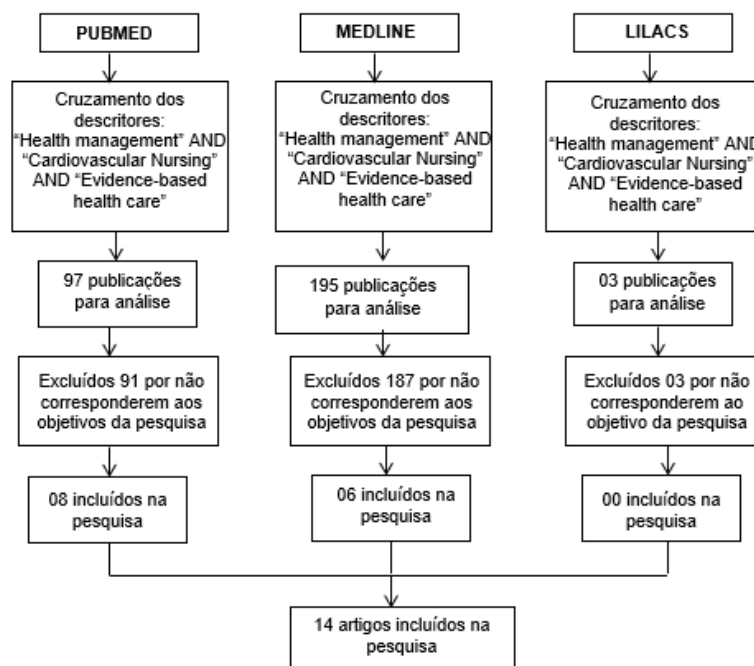 PUBMED
MEDLINE
LILACS
Cruzamento dos
descritores:
“Health management” AND
“Cardiovascular Nursing”
AND “Evidence-based
health care”
Cruzamento dos
descritores:
“Health management” AND
“Cardiovascular Nursing”
AND “Evidence-based
health care”
Cruzamento dos
descritores:
“Health management” AND
“Cardiovascular Nursing”
AND “Evidence-based
health care”
97 publicações
para análise
195 publicações
para análise
03 publicações
para análise
Excluídos 91 por não
corresponderem aos
objetivos da pesquisa
Excluídos 187 por não
corresponderem aos
objetivos da pesquisa
Excluídos 03 por não
corresponderem ao
objetivo da pesquisa
08 incluídos na
pesquisa
06 incluídos na
pesquisa
00 incluídos na
pesquisa
14 artigos incluídos na
pesquisa